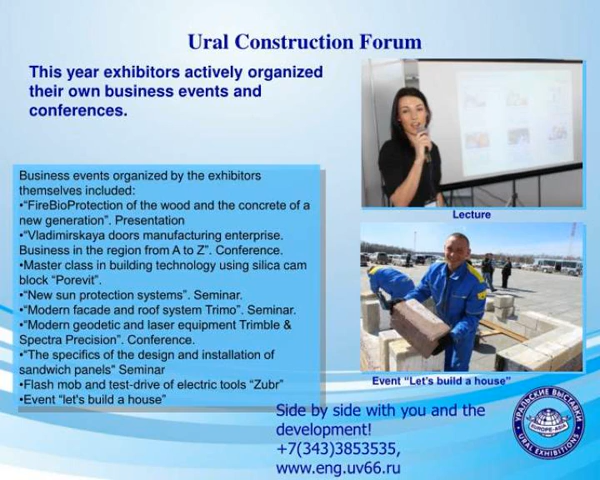 Ural Construction Forum
This year exhibitors actively organized
their own business events and
conferences.
Business events organized by the exhibitors
themselves included:
•“FireBioProtection of the wood and the concrete of a
new generation”. Presentation
•“Vladimirskaya doors manufacturing enterprise.
Business in the region from A to Z”. Conference.
•Master class in building technology using silica cam
block “Porevit”.
•“New sun protection systems”. Seminar.
•“Modern facade and roof system Trimo”. Seminar.
•“Modern geodetic and laser equipment Trimble &
Spectra Precision”. Conference.
•“The specifics of the design and installation of
sandwich panels” Seminar
•Flash mob and test-drive of electric tools “Zubr”
•Event “let's build a house”
Lecture
Event “Let's build a house”
Side by side with you and the
development!
+7(343)3853535,
www.eng.uv66.ru
УРАЛЬСКИЕ ВЫСТАВКИ
EUROPE-ASIA
URAL EXHIBITIONS